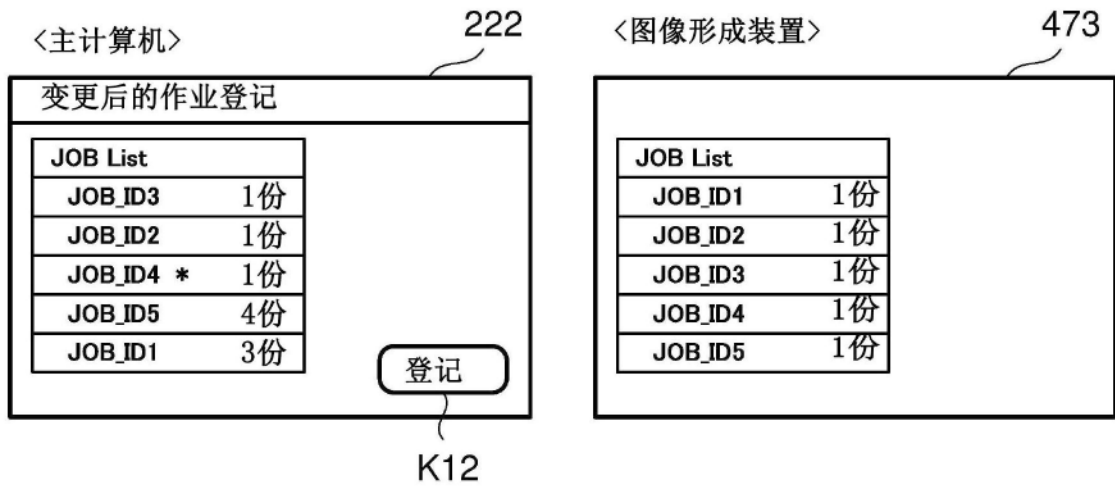 <主计算机>
222
变更后的作业登记
JOB List
JOB_ID3 1份
JOB_ID2 1份
JOB_ID4 * 1份
JOB_ID5 4份
JOB_ID1 3份
登记
K12
<图像形成装置>
473
JOB List
JOB_ID1 1份
JOB_ID2 1份
JOB_ID3 1份
JOB_ID4 1份
JOB_ID5 1份